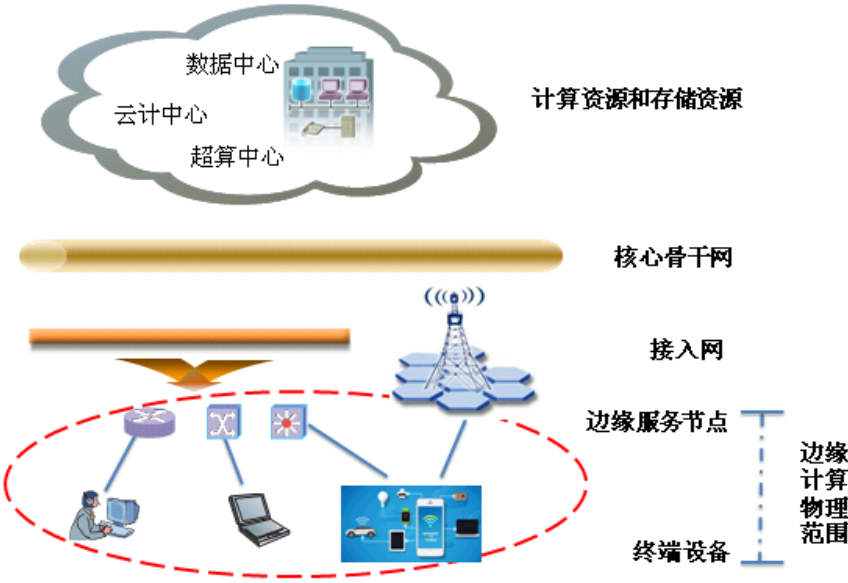 数据中心
云计中心
超算中心
计算资源和存储资源
核心骨干网
接入网
边缘服务节点
边缘
计算
物理
范围
终端设备